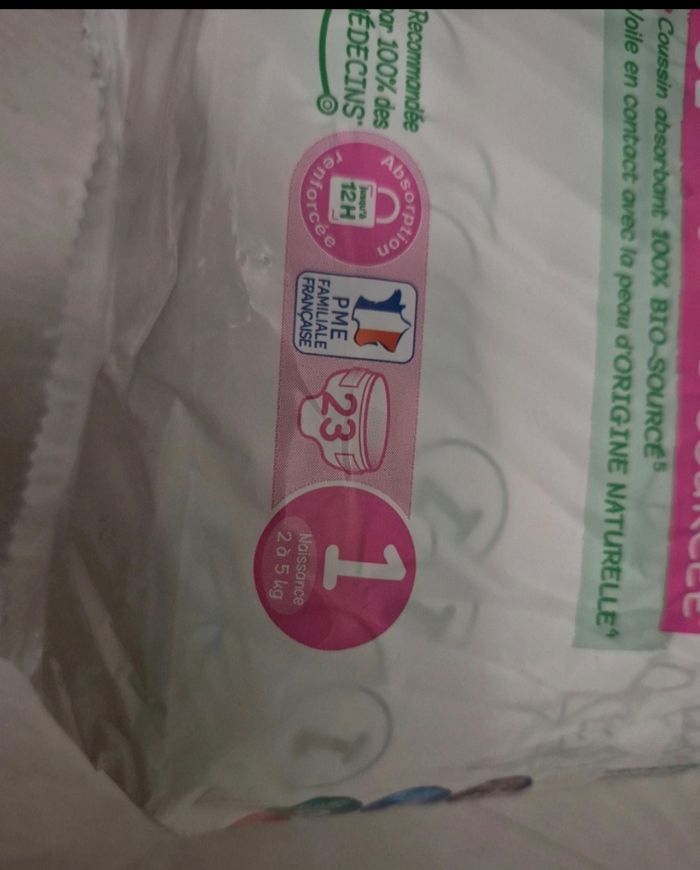 • Coussin absorbant 100% BIO-SOURCÉ⁵
Voile en contact avec la peau d'ORIGINE NATURELLE⁴
Recommandée
par 100% des
MÉDECINS*
Absorption
jusqu'à
12H
renforcée
PME
FAMILIALE
FRANÇAISE
23
1
Naissance
2 à 5 kg